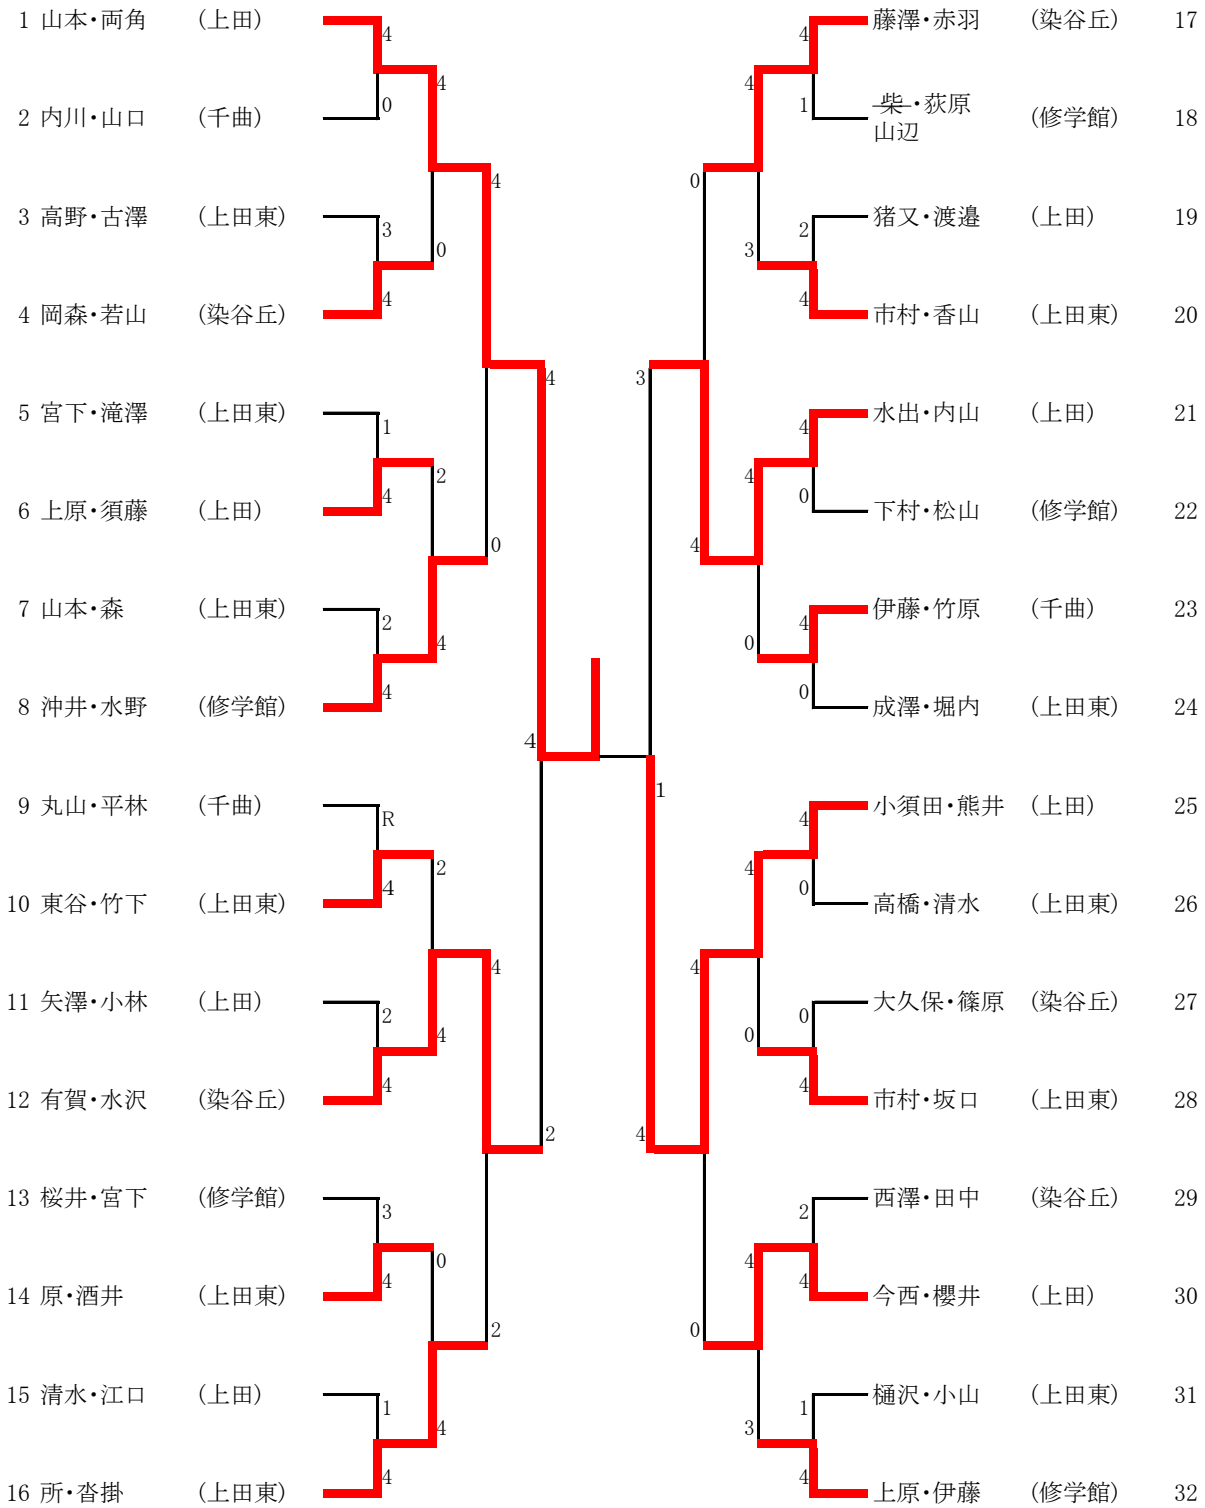 1 山本・両角 (上田)
4
0
2 内川・山口 (千曲)
4
3 高野・古澤 (上田東)
3
4
4 岡森・若山 (染谷丘)
0
4
5 宮下・滝澤 (上田東)
1
4
6 上原・須藤 (上田)
2
7 山本・森 (上田東)
2
4
8 沖井・水野 (修学館)
4
0
4
9 丸山・平林 (千曲)
R
4
10 東谷・竹下 (上田東)
2
11 矢澤・小林 (上田)
2
4
12 有賀・水沢 (染谷丘)
4
4
13 桜井・宮下 (修学館)
3
4
14 原・酒井 (上田東)
0
15 清水・江口 (上田)
1
4
16 所・沓掛 (上田東)
4
2
2
4
1
藤澤・赤羽 (染谷丘) 17
4
1
柴・荻原
山辺 (修学館) 18
4
猪又・渡邉 (上田) 19
2
4
市村・香山 (上田東) 20
3
0
水出・内山 (上田) 21
4
0
下村・松山 (修学館) 22
4
伊藤・竹原 (千曲) 23
4
0
成澤・堀内 (上田東) 24
0
4
3
小須田・熊井 (上田) 25
4
0
高橋・清水 (上田東) 26
4
大久保・篠原 (染谷丘) 27
0
4
市村・坂口 (上田東) 28
0
4
西澤・田中 (染谷丘) 29
2
4
今西・櫻井 (上田) 30
4
樋沢・小山 (上田東) 31
1
4
上原・伊藤 (修学館) 32
3
0
4